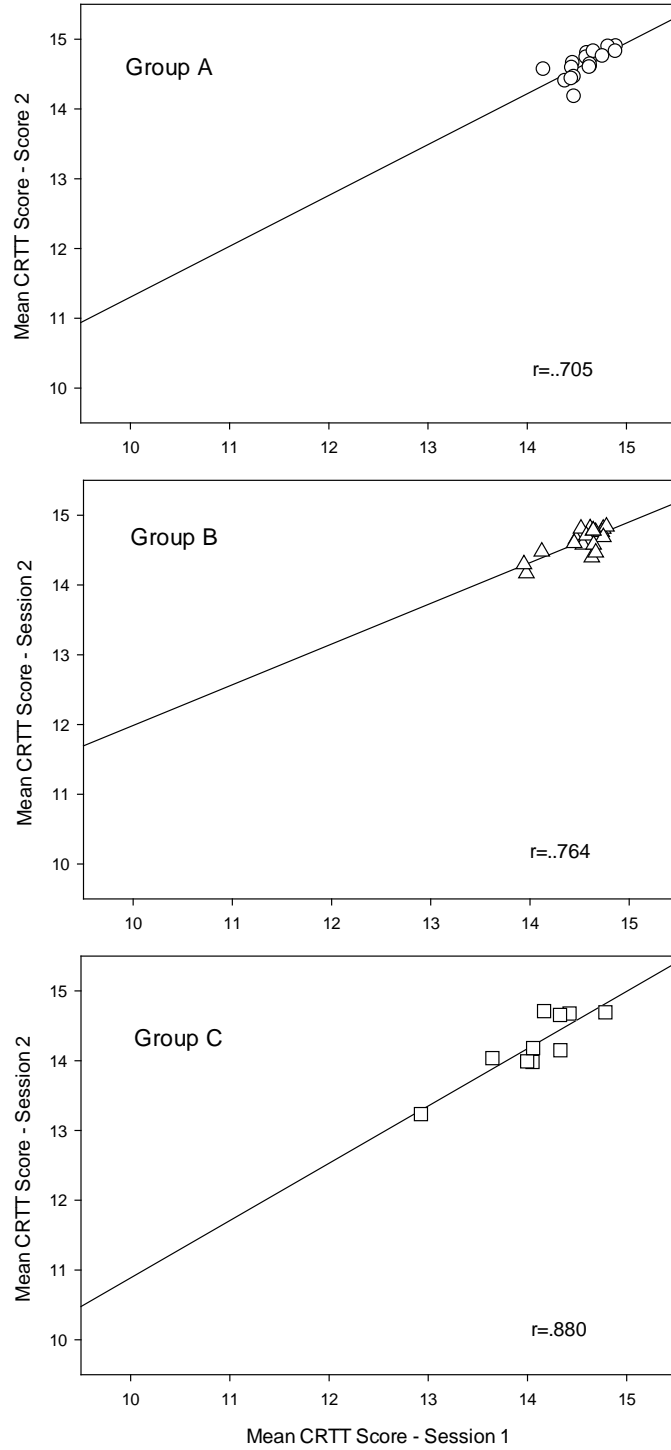 Group A
Mean CRTT Score - Score 2
15
14
13
12
11
10
r=..705
10 11 12 13 14 15
Group B
Mean CRTT Score - Session 2
15
14
13
12
11
10
r=..764
10 11 12 13 14 15
Group C
Mean CRTT Score - Session 2
15
14
13
12
11
10
r=.880
10 11 12 13 14 15
Mean CRTT Score - Session 1